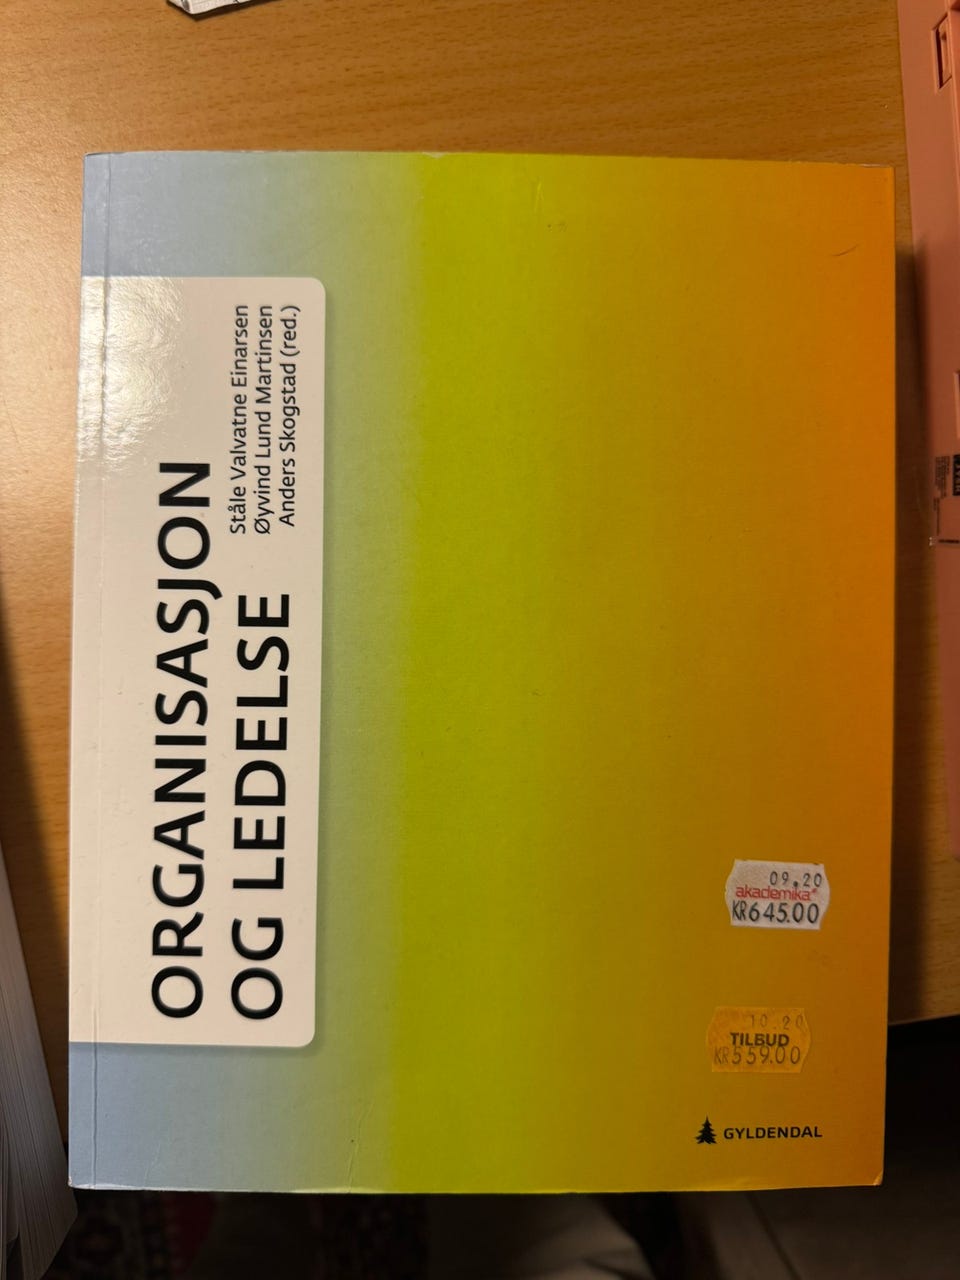 ORGANISASJON
OG LEDELSE
Ståle Valvatne Einarsen
Øyvind Lund Martinsen
Anders Skogstad (red.)
09.20
akademika
KR645.00
10.20
TILBUD
KR559.00
GYLDENDAL